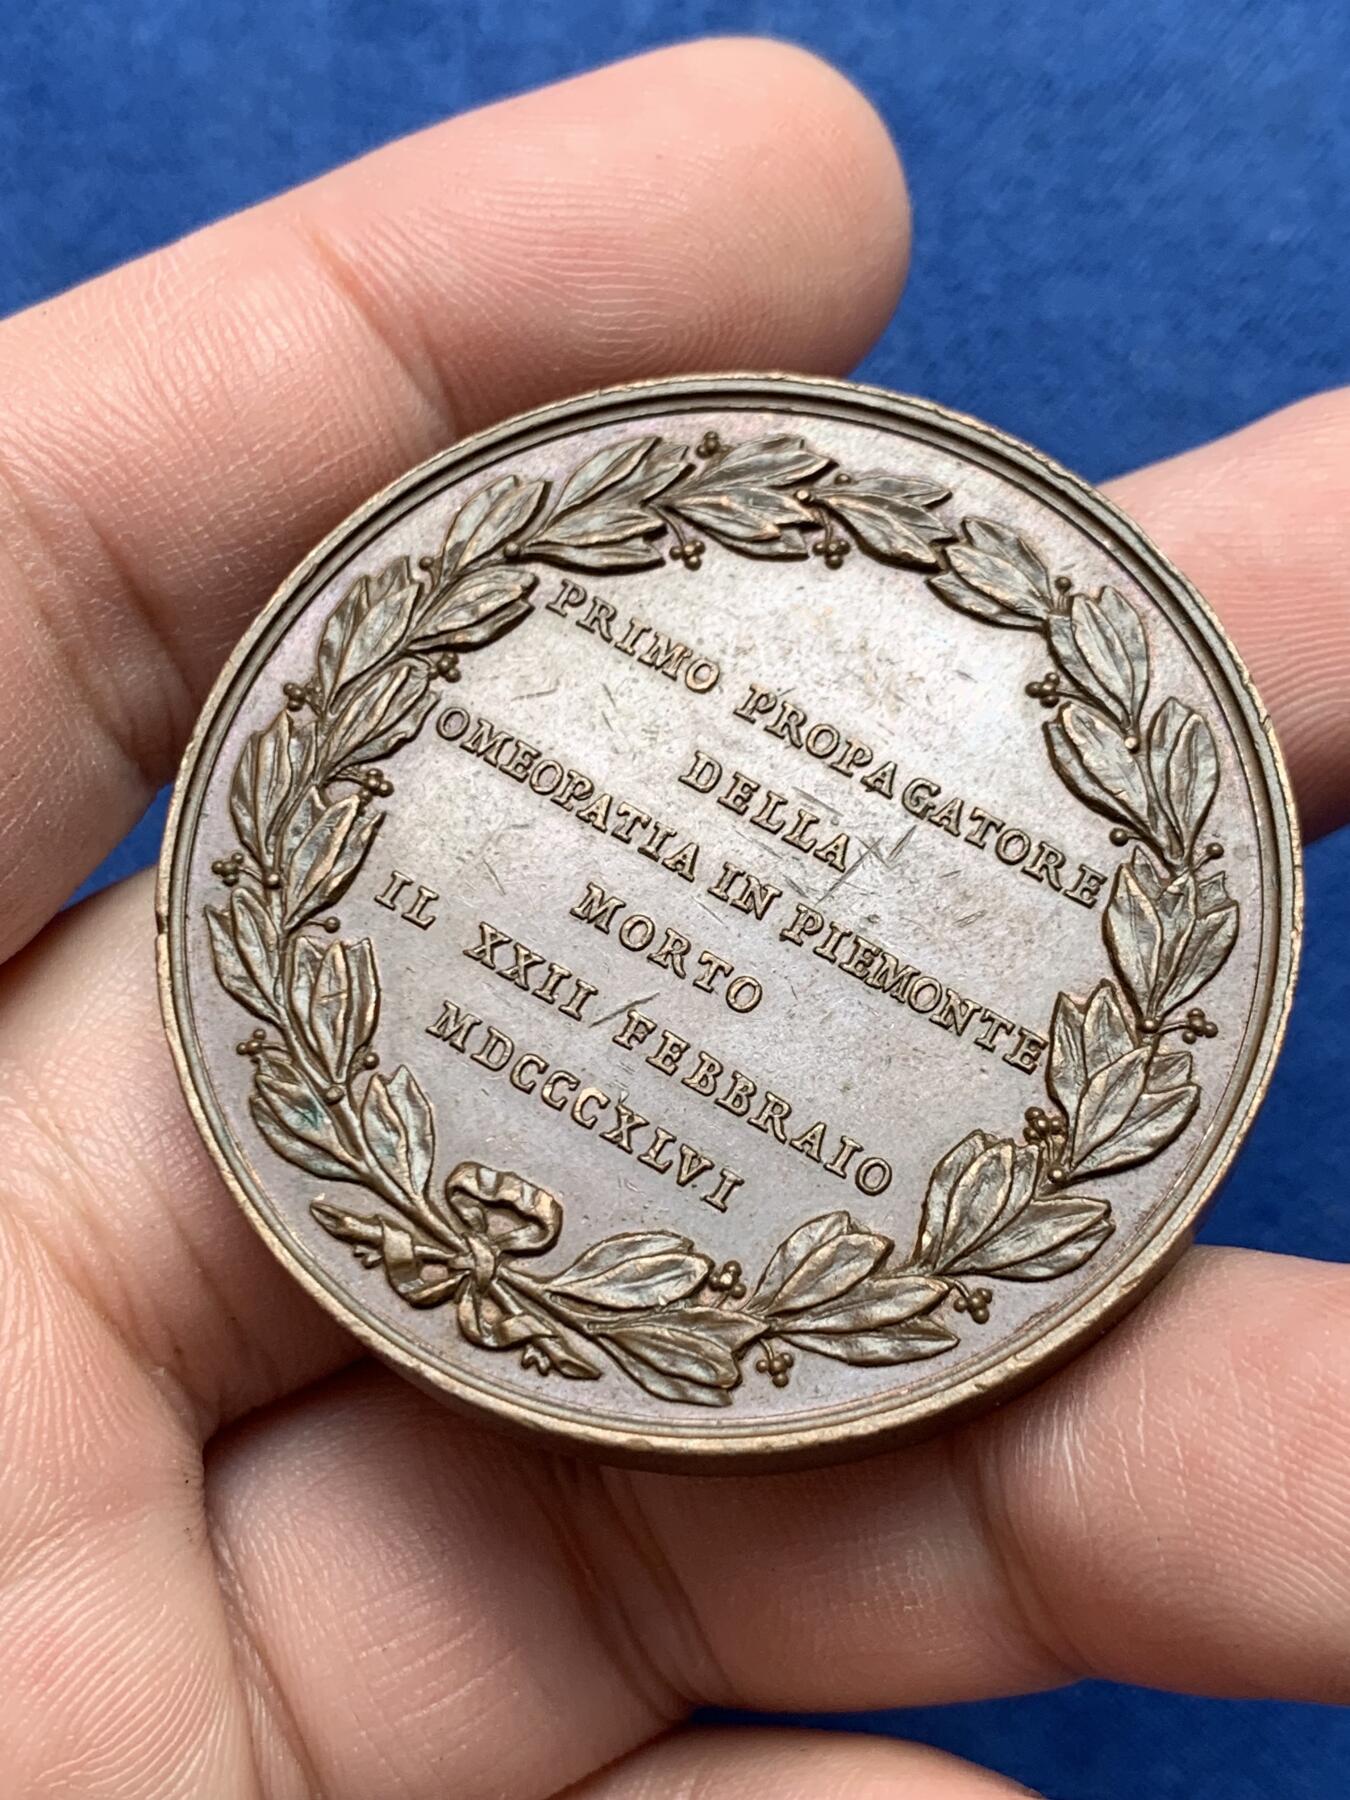 PRIMO PROPAGATORE
DELLA
OMEOPATIA IN PIEMONTE
MORTO
IL XXII FEBBRAIO
MDCCCXLVI